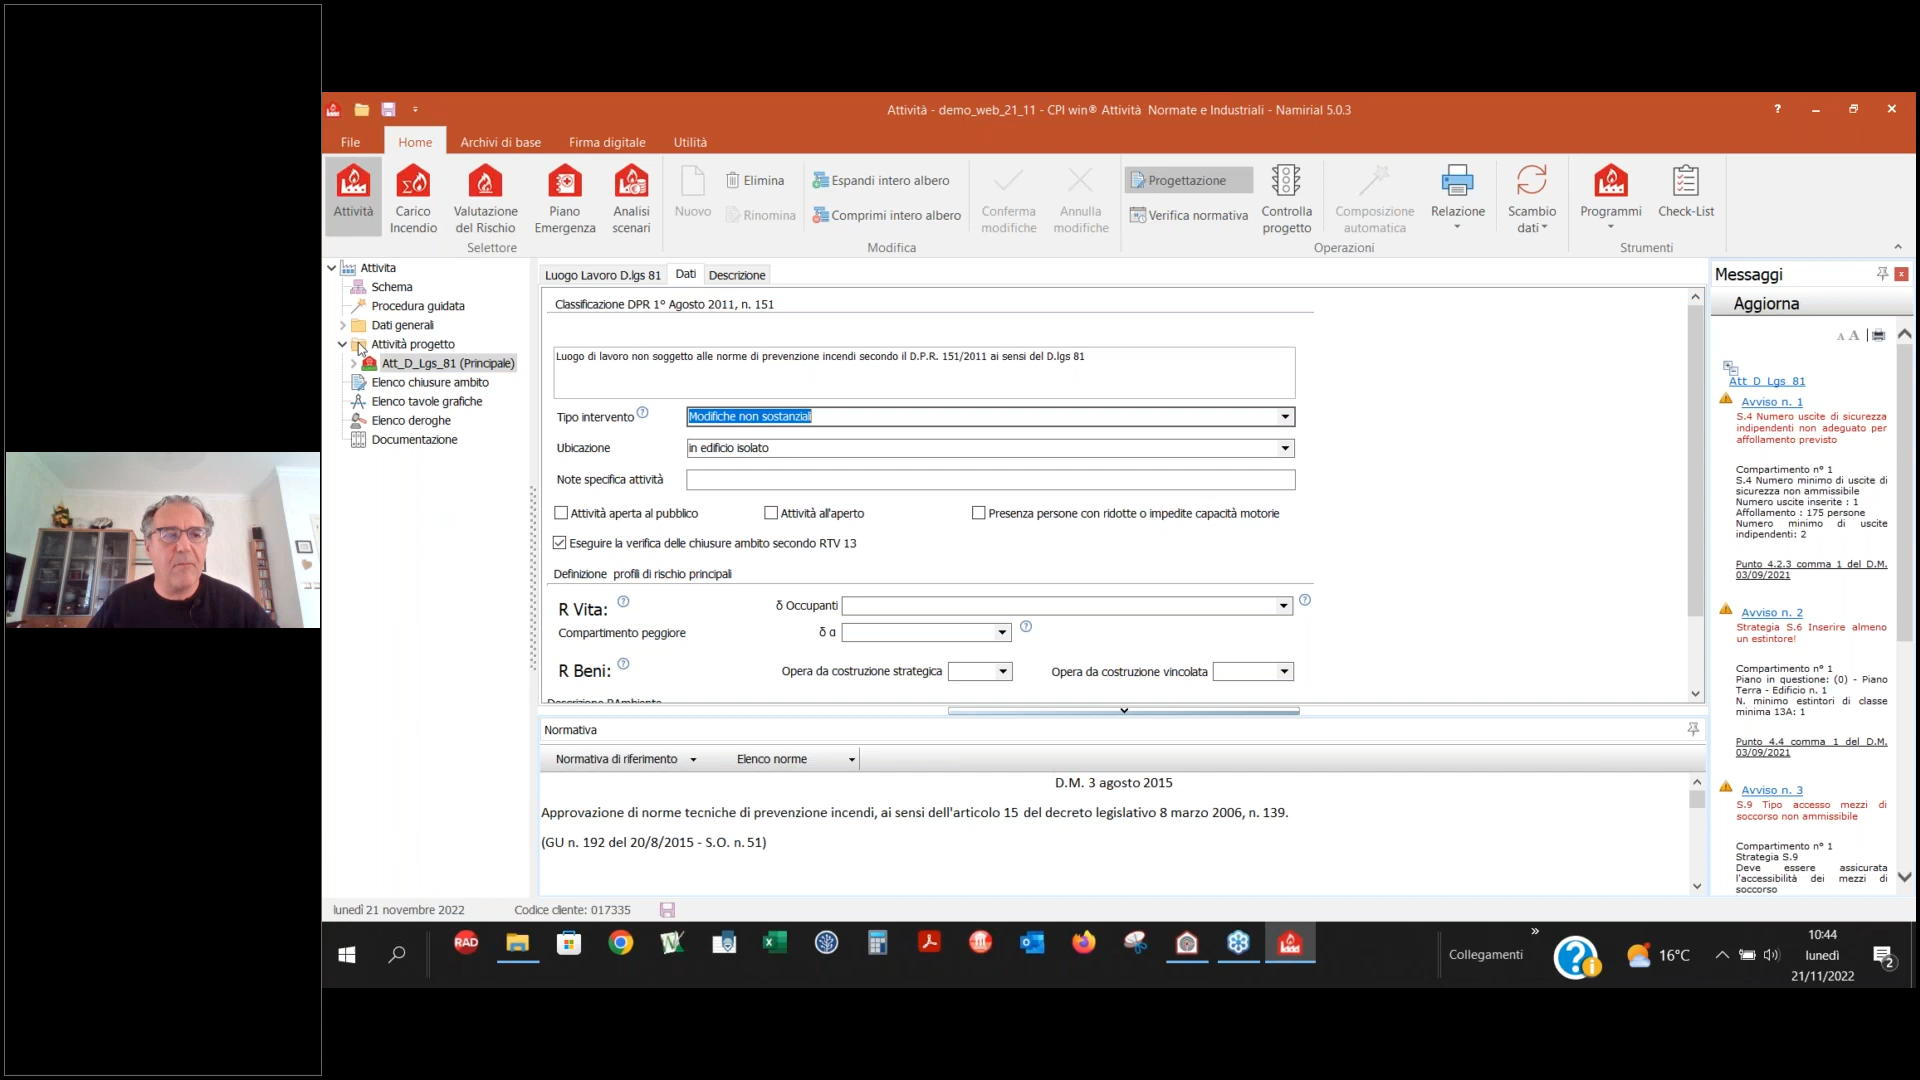 Attività - demo_web_21_11 - CPI win® Attività Normate e Industriali - Namirial 5.0.3
?
File
Home
Archivi di base
Firma digitale
Utilità
Attività
Carico
Incendio
Valutazione
del Rischio
Piano
Emergenza
Analisi
scenari
Selettore
Nuovo
Elimina
Rinomina
Espandi intero albero
Comprimi intero albero
Conferma
modifiche
Annulla
modifiche
Modifica
Progettazione
Verifica normativa
Controlla
progetto
Composizione
automatica
Relazione
Operazioni
Scambio
dati
Programmi
Check-List
Strumenti
Attivita
Schema
Procedura guidata
Dati generali
Attività progetto
Att_D_Lgs_81 (Principale)
Elenco chiusure ambito
Elenco tavole grafiche
Elenco deroghe
Documentazione
Luogo Lavoro D.lgs 81
Dati
Descrizione
Classificazione DPR 1° Agosto 2011, n. 151
Luogo di lavoro non soggetto alle norme di prevenzione incendi secondo il D.P.R. 151/2011 ai sensi del D.lgs 81
Tipo intervento
Modifiche non sostanziali
Ubicazione
in edificio isolato
Note specifica attività
Attività aperta al pubblico
Attività all'aperto
Presenza persone con ridotte o impedite capacità motorie
Eseguire la verifica delle chiusure ambito secondo RTV 13
Definizione profili di rischio principali
R Vita:
δ Occupanti
Compartimento peggiore
δ α
R Beni:
Opera da costruzione strategica
Opera da costruzione vincolata
Descrizione RAmbiente
Normativa
Normativa di riferimento
Elenco norme
D.M. 3 agosto 2015
Approvazione di norme tecniche di prevenzione incendi, ai sensi dell'articolo 15 del decreto legislativo 8 marzo 2006, n. 139.
(GU n. 192 del 20/8/2015 - S.O. n. 51)
Messaggi
Aggiorna
A A
Att_D_Lgs_81
Avviso n. 1
S.4 Numero uscite di sicurezza
indipendenti non adeguato per
affollamento previsto
Compartimento n° 1
S.4 Numero minimo di uscite di
sicurezza non ammissibile
Numero uscite inserite : 1
Affollamento : 175 persone
Numero minimo di uscite
indipendenti: 2
Punto 4.2.3 comma 1 del D.M.
03/09/2021
Avviso n. 2
Strategia S.6 Inserire almeno
un estintore!
Compartimento n° 1
Piano in questione: (0) - Piano
Terra - Edificio n. 1
N. minimo estintori di classe
minima 13A: 1
Punto 4.4 comma 1 del D.M.
03/09/2021
Avviso n. 3
S.9 Tipo accesso mezzi di
soccorso non ammissibile
Compartimento n° 1
Strategia S.9
Deve essere assicurata
l'accessibilità dei mezzi di
soccorso
lunedì 21 novembre 2022
Codice cliente: 017335
RAD
Collegamenti
16°C
10:44
lunedì
21/11/2022
2